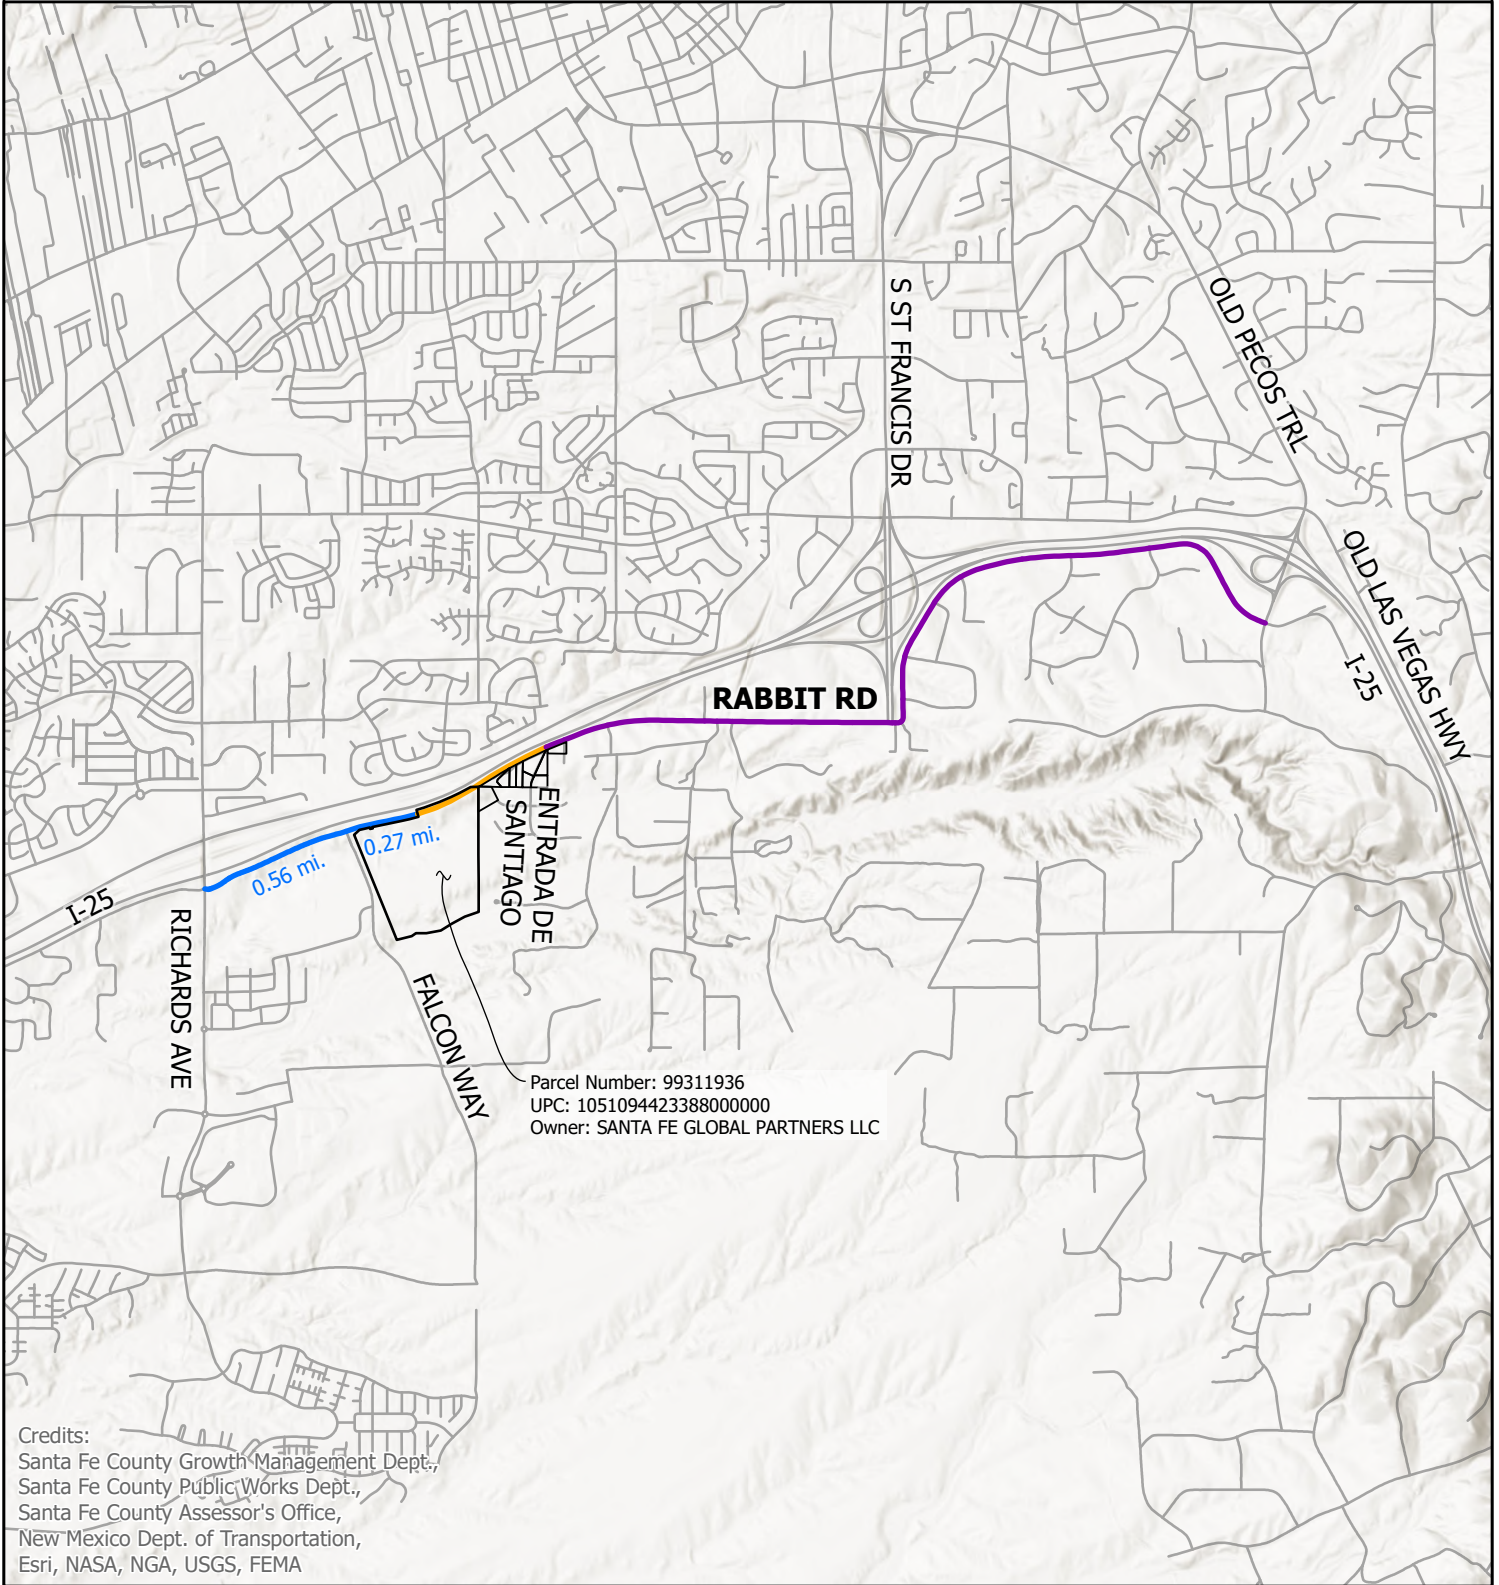 S ST FRANCIS DR
OLD PECOS TRL
OLD LAS VEGAS HWY
I-25
RABBIT RD
ENTRADA DE
SANTIAGO
0.27 mi.
0.56 mi.
I-25
RICHARDS AVE
FALCON WAY
Parcel Number: 99311936
UPC: 1051094423388000000
Owner: SANTA FE GLOBAL PARTNERS LLC
Credits:
Santa Fe County Growth Management Dept.,
Santa Fe County Public Works Dept.,
Santa Fe County Assessor's Office,
New Mexico Dept. of Transportation,
Esri, NASA, NGA, USGS, FEMA